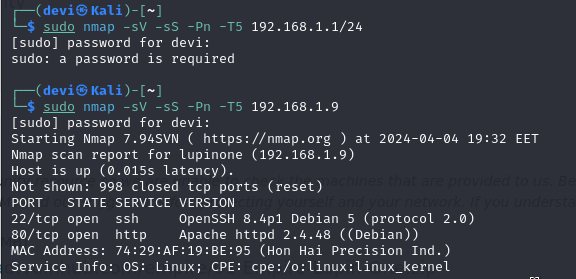 ┌──(devi㉿Kali)-[~]
└─$ sudo nmap -sV -sS -Pn -T5 192.168.1.1/24
[sudo] password for devi:
sudo: a password is required
┌──(devi㉿Kali)-[~]
└─$ sudo nmap -sV -sS -Pn -T5 192.168.1.9
[sudo] password for devi:
Starting Nmap 7.94SVN ( https://nmap.org ) at 2024-04-04 19:32 EET
Nmap scan report for lupinone (192.168.1.9)
Host is up (0.015s latency).
Not shown: 998 closed tcp ports (reset)
PORT   STATE SERVICE VERSION
22/tcp open  ssh     OpenSSH 8.4p1 Debian 5 (protocol 2.0)
80/tcp open  http    Apache httpd 2.4.48 ((Debian))
MAC Address: 74:29:AF:19:BE:95 (Hon Hai Precision Ind.)
Service Info: OS: Linux; CPE: cpe:/o:linux:linux_kernel